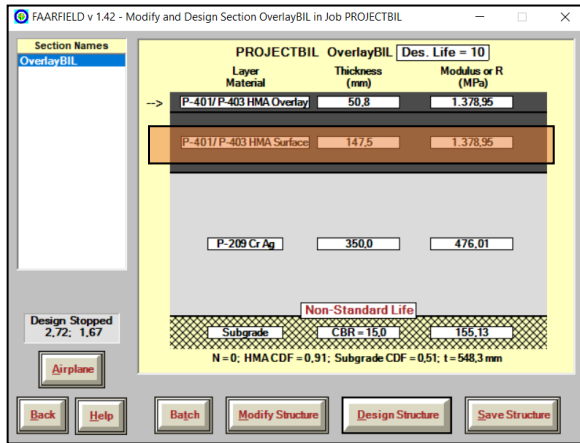 FAARFIELD v 1.42 - Modify and Design Section OverlayBIL in Job PROJECTBIL
Section Names
OverlayBIL
PROJECTBIL OverlayBIL Des. Life = 10
Layer Material Thickness (mm) Modulus or R (MPa)
--> P-401/ P-403 HMA Overlay 50,8 1.378,95
P-401/ P-403 HMA Surface 147,5 1.378,95
P-209 Cr Ag 350,0 476,01
Non-Standard Life
Subgrade CBR = 15,0 155,13
N = 0; HMA CDF = 0,91; Subgrade CDF = 0,51; t = 548,3 mm
Design Stopped
2,72; 1,67
Airplane
Back Help Batch Modify Structure Design Structure Save Structure